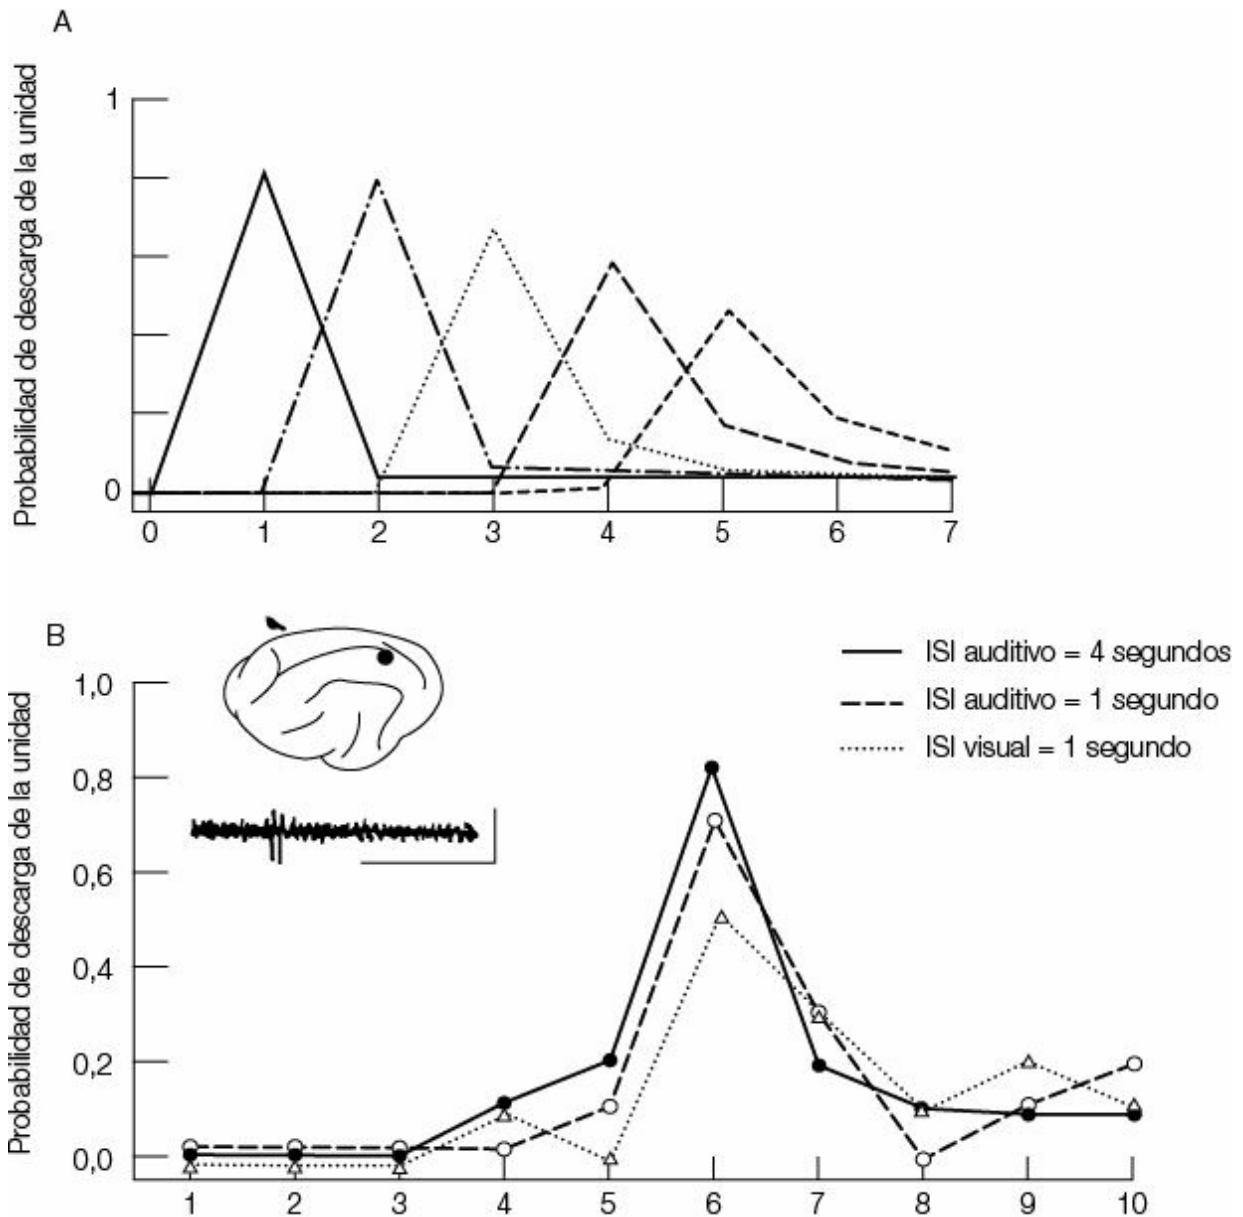 A
Probabilidad de descarga de la unidad
1
0
0 1 2 3 4 5 6 7
B
ISI auditivo = 4 segundos
ISI auditivo = 1 segundo
ISI visual = 1 segundo
Probabilidad de descarga de la unidad
1,0
0,8
0,6
0,4
0,2
0,0
1 2 3 4 5 6 7 8 9 10